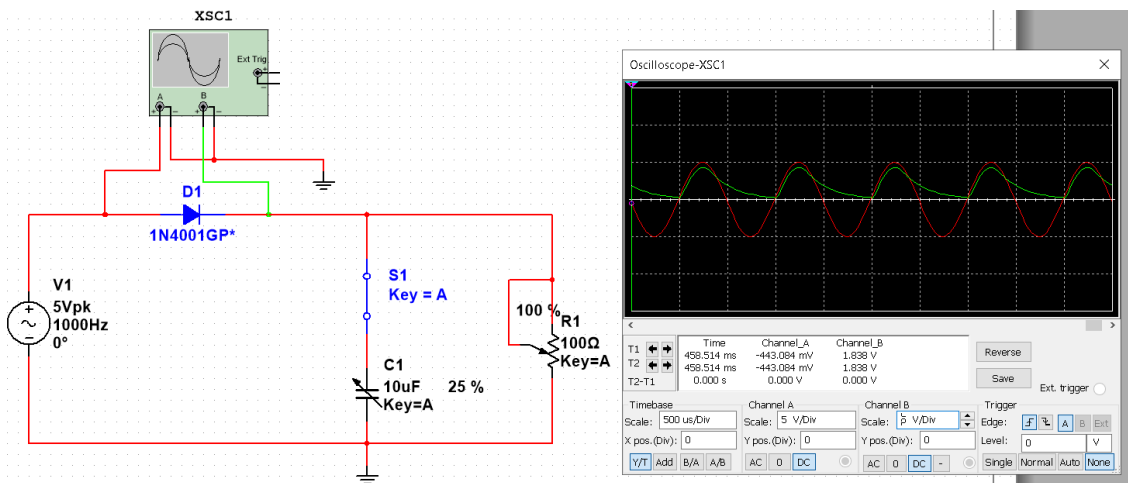 XSC1
Ext Trig
+
-
A
B
+ - + -
D1
1N4001GP*
V1
5Vpk
1000Hz
0°
S1
Key = A
100 %
R1
100Ω
Key=A
C1
10uF 25 %
Key=A
Oscilloscope-XSC1
Time Channel_A Channel_B
T1 458.514 ms -443.084 mV 1.838 V
T2 458.514 ms -443.084 mV 1.838 V
T2-T1 0.000 s 0.000 V 0.000 V
Reverse
Save
Ext. trigger
Timebase
Scale: 500 us/Div
X pos.(Div): 0
Y/T Add B/A A/B
Channel A
Scale: 5 V/Div
Y pos.(Div): 0
AC 0 DC
Channel B
Scale: V/Div
Y pos.(Div): 0
AC 0 DC -
Trigger
Edge: A B Ext
Level: 0 V
Single Normal Auto None